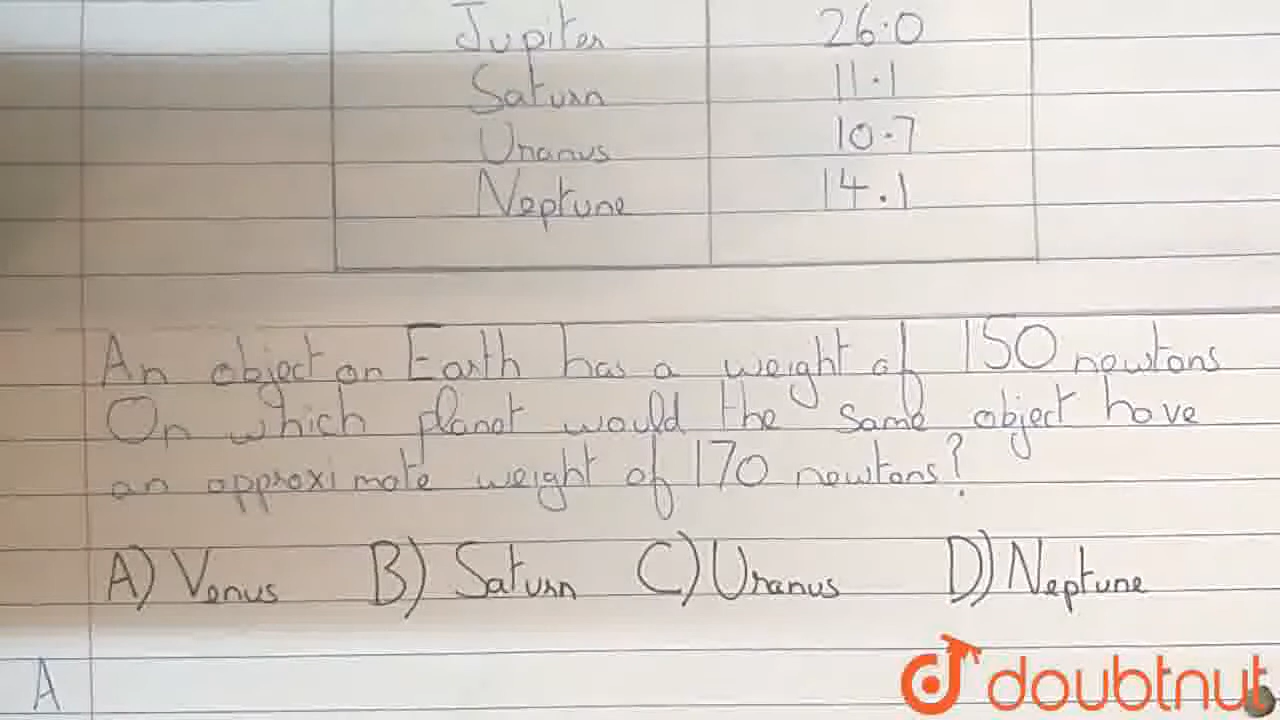 Jupiter 26.0
Saturn 11.1
Uranus 10.7
Neptune 14.1
An object on Earth has a weight of 150 newtons
On which planet would the same object have
an approximate weight of 170 newtons?
A) Venus B) Saturn C) Uranus D) Neptune
A
doubtnut